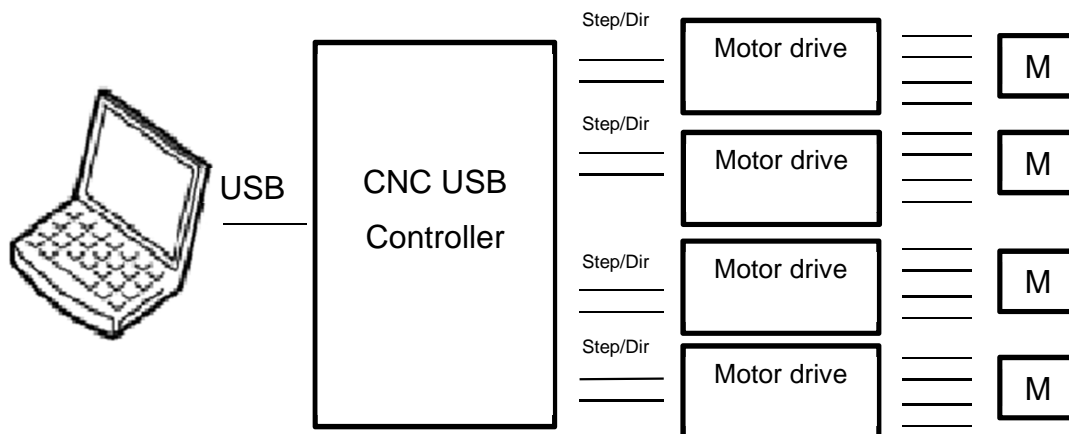 Step/Dir
Motor drive
M
Step/Dir
Motor drive
M
USB
CNC USB
Controller
Step/Dir
Motor drive
M
Step/Dir
Motor drive
M